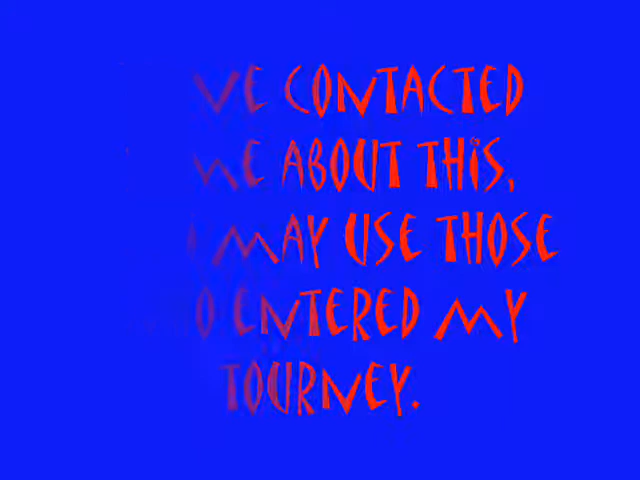 VE CONTACTED
ME ABOUT THIS,
I MAY USE THOSE
O ENTERED MY
TOURNEY.